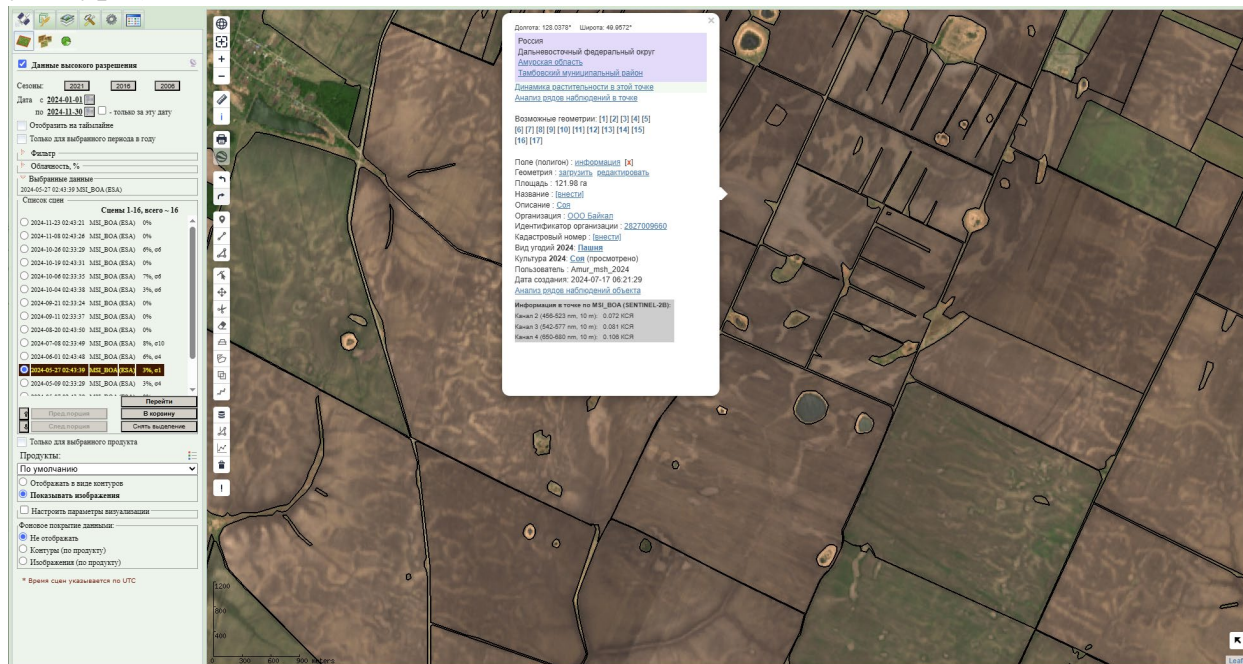 Данные высокого разрешения
Сезоны: 2021 2016 2006
Дата с 2024-01-01
по 2024-11-30 - только за эту дату
Отобразить на таймлайне
Только для выбранного периода в году
Фильтр
Облачность, %
Выбранные данные
2024-05-27 02:43:39 MSI_BOA (ESA)
Список сцен
Сцены 1-16, всего ~ 16
2024-11-23 02:43:21 MSI_BOA (ESA) 0%
2024-11-08 02:43:26 MSI_BOA (ESA) 0%
2024-10-26 02:33:29 MSI_BOA (ESA) 6%, σ6
2024-10-19 02:43:31 MSI_BOA (ESA) 0%
2024-10-06 02:33:35 MSI_BOA (ESA) 7%, σ6
2024-10-04 02:43:38 MSI_BOA (ESA) 3%, σ6
2024-09-21 02:33:24 MSI_BOA (ESA) 0%
2024-09-11 02:33:37 MSI_BOA (ESA) 0%
2024-08-20 02:43:50 MSI_BOA (ESA) 0%
2024-07-08 02:33:49 MSI_BOA (ESA) 8%, σ10
2024-06-01 02:43:48 MSI_BOA (ESA) 6%, σ4
2024-05-27 02:43:39 MSI_BOA (ESA) 3%, σ1
2024-05-09 02:33:29 MSI_BOA (ESA) 3%, σ4
Перейти
Пред.порция В корзину
След.порция Снять выделение
Только для выбранного продукта
Продукты:
По умолчанию
Отображать в виде контуров
Показывать изображения
Настроить параметры визуализации
Фоновое покрытие данными:
Не отображать
Контуры (по продукту)
Изображения (по продукту)
* Время сцен указывается по UTC
Долгота: 128.0378° Широта: 49.9572°
Россия
Дальневосточный федеральный округ
Амурская область
Тамбовский муниципальный район
Динамика растительности в этой точке
Анализ рядов наблюдений в точке
Возможные геометрии: [1] [2] [3] [4] [5]
[6] [7] [8] [9] [10] [11] [12] [13] [14] [15]
[16] [17]
Поле (полигон) : информация [x]
Геометрия : загрузить редактировать
Площадь : 121.98 га
Название : [внести]
Описание : Соя
Организация : ООО Байкал
Идентификатор организации : 2827009660
Кадастровый номер : [внести]
Вид угодий 2024: Пашня
Культура 2024: Соя (просмотрено)
Пользователь : Amur_msh_2024
Дата создания: 2024-07-17 06:21:29
Анализ рядов наблюдений объекта
Информация в точке по MSI_BOA (SENTINEL-2B):
Канал 2 (456-523 nm, 10 m): 0.072 КСЯ
Канал 3 (542-577 nm, 10 m): 0.081 КСЯ
Канал 4 (650-680 nm, 10 m): 0.106 КСЯ
1200
800
400
0 300 600 900 meters
Leaf